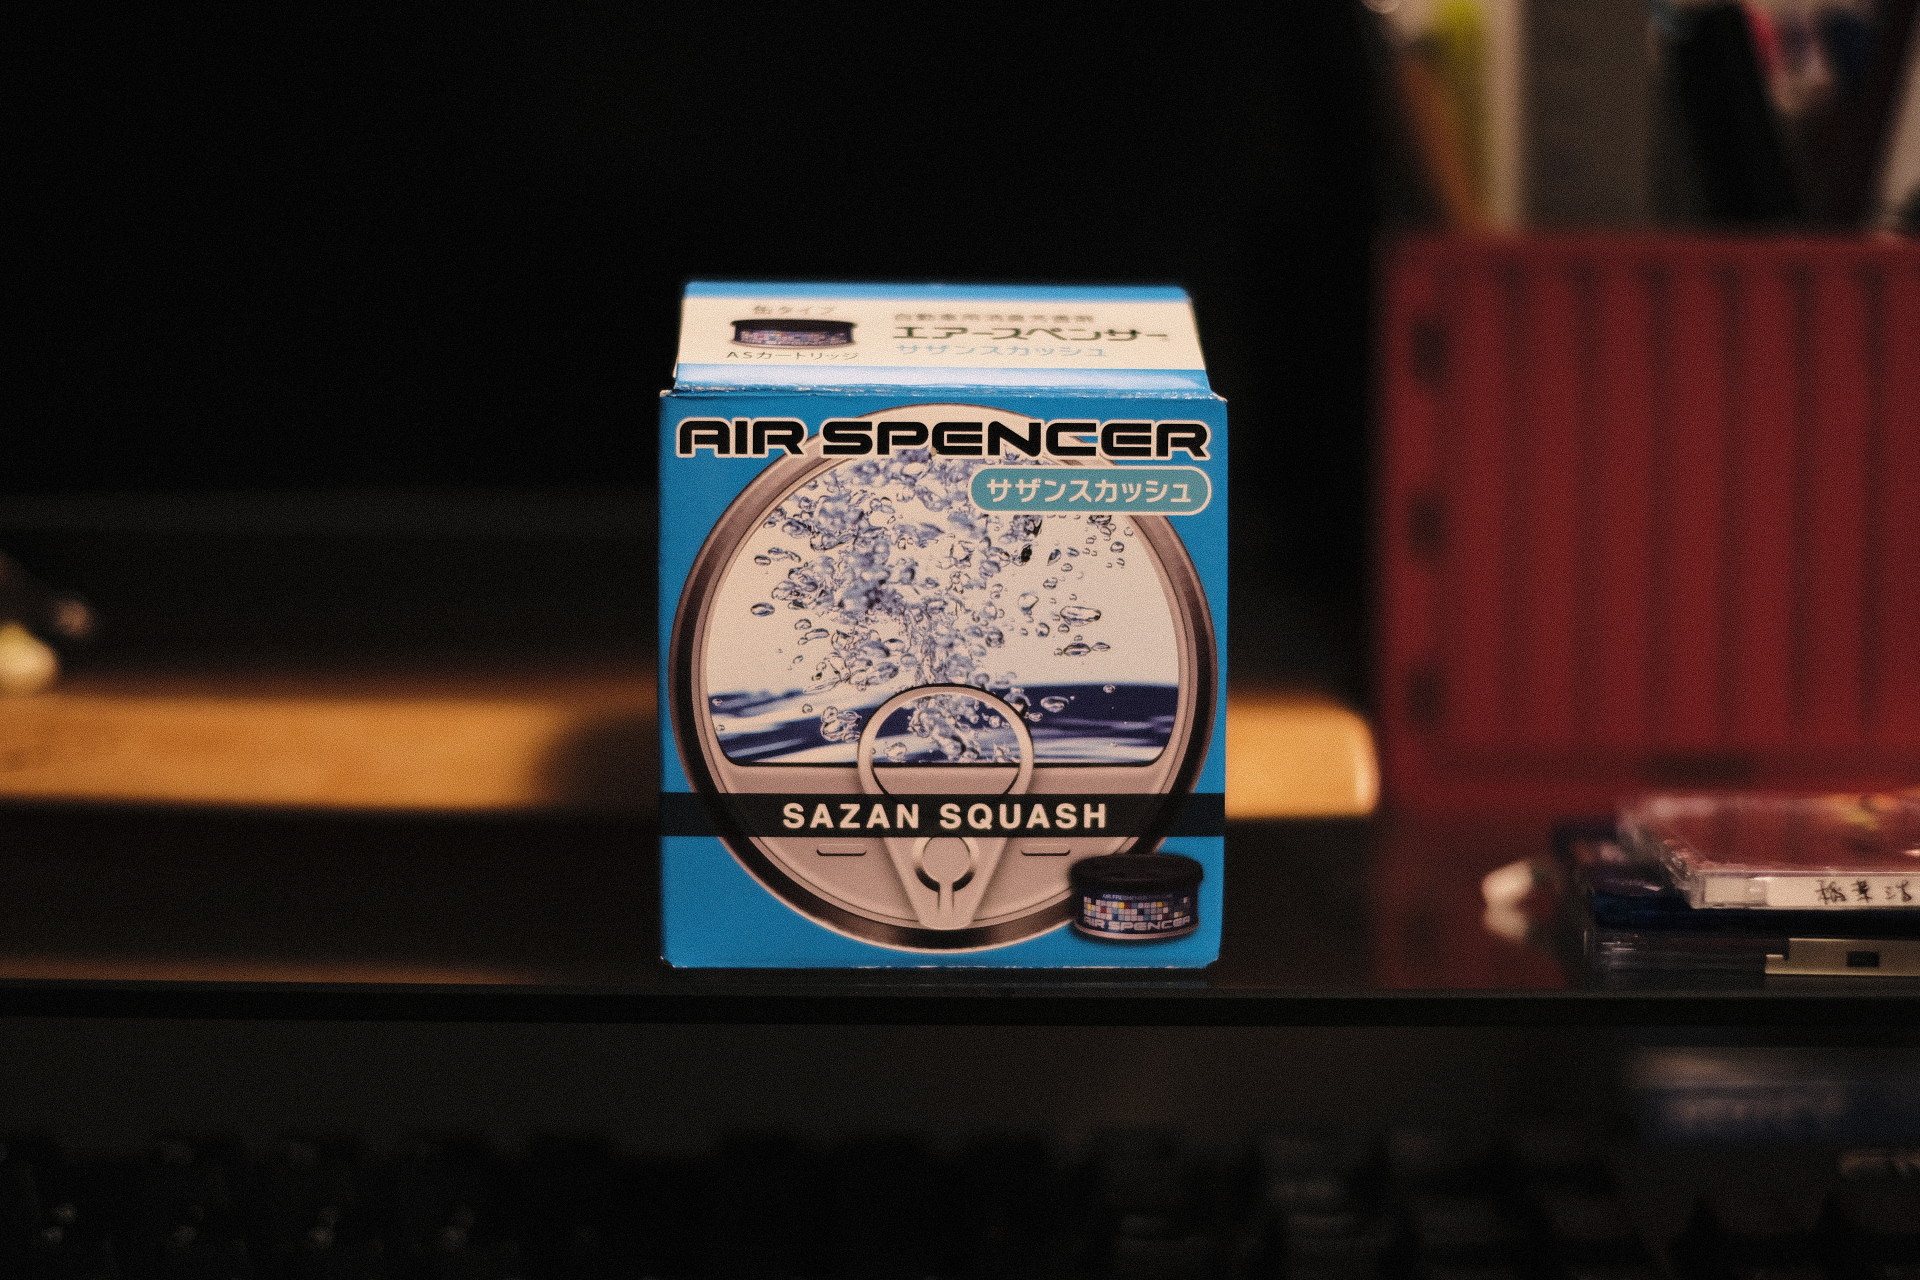 缶タイプ
ASカートリッジ
自動車用消臭芳香剤
エアースペンサー
サザンスカッシュ
AIR SPENCER
サザンスカッシュ
SAZAN SQUASH
AIR SPENCER